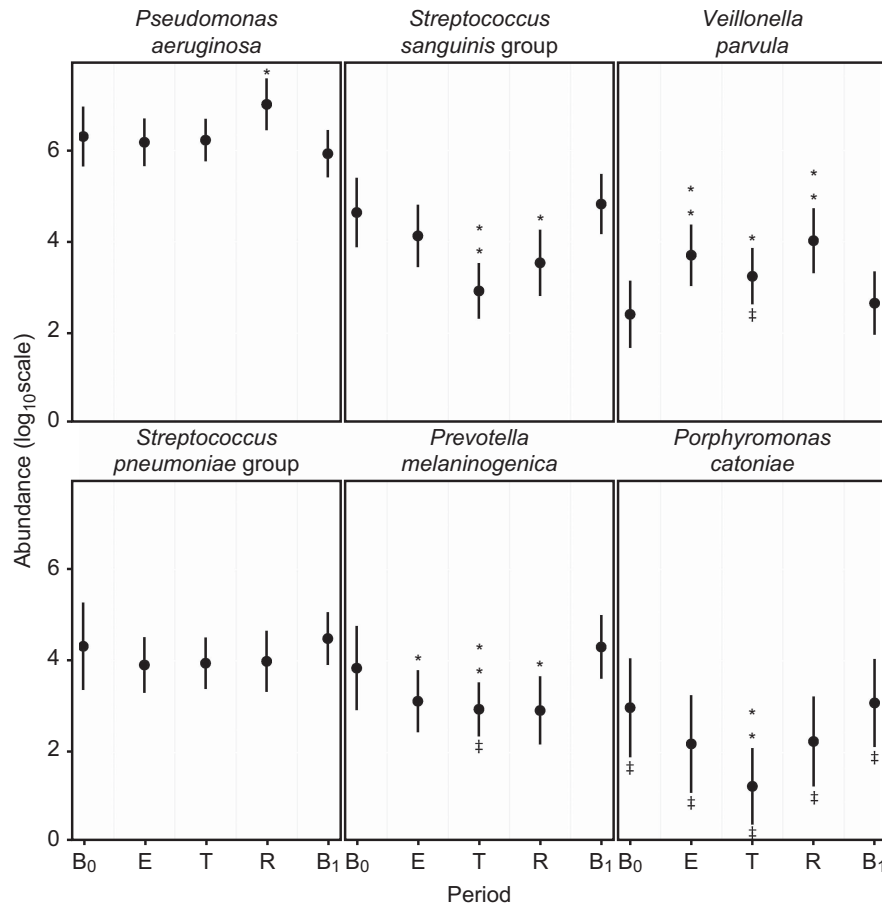 Pseudomonas
aeruginosa
Streptococcus
sanguinis group
Veillonella
parvula
*
6
4
2
0
*
*
*
*
*
*
*
*
‡
Abundance (log10scale)
Streptococcus
pneumoniae group
Prevotella
melaninogenica
Porphyromonas
catoniae
6
4
2
0
*
*
*
*
‡
*
*
‡
‡
‡
‡
‡
B0 E T R B1
B0 E T R B1
B0 E T R B1
Period